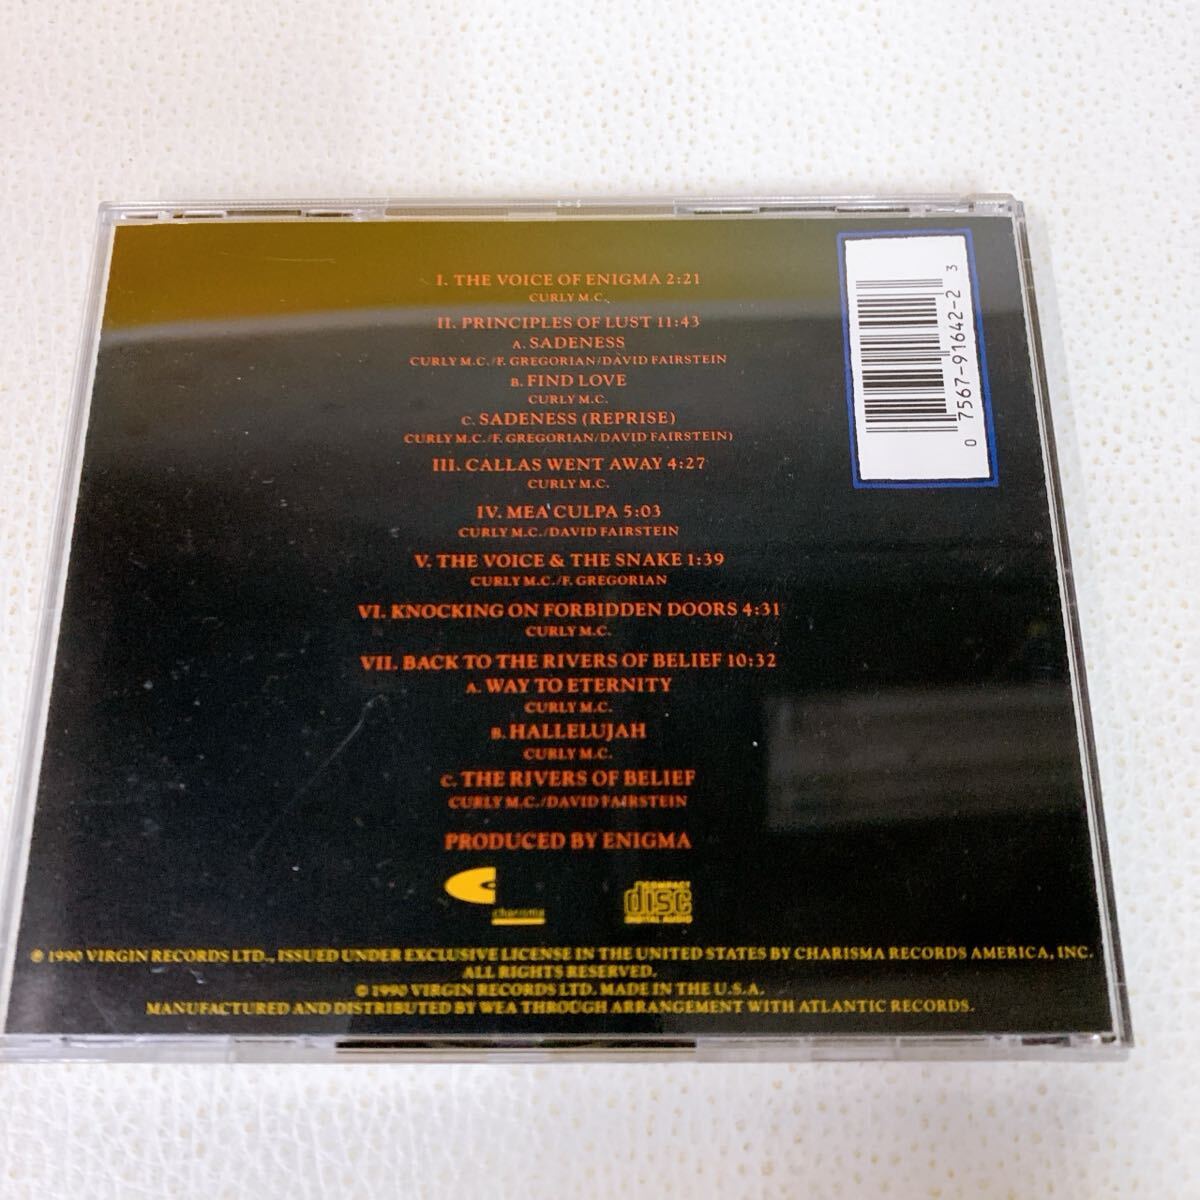 I. THE VOICE OF ENIGMA 2:21
CURLY M.C.
II. PRINCIPLES OF LUST 11:43
A. SADENESS
CURLY M.C./F. GREGORIAN/DAVID FAIRSTEIN
B. FIND LOVE
CURLY M.C.
C. SADENESS (REPRISE)
CURLY M.C./F. GREGORIAN/DAVID FAIRSTEIN)
III. CALLAS WENT AWAY 4:27
CURLY M.C.
IV. MEA CULPA 5:03
CURLY M.C./DAVID FAIRSTEIN
V. THE VOICE & THE SNAKE 1:39
CURLY M.C./F. GREGORIAN
VI. KNOCKING ON FORBIDDEN DOORS 4:31
CURLY M.C.
VII. BACK TO THE RIVERS OF BELIEF 10:32
A. WAY TO ETERNITY
CURLY M.C.
B. HALLELUJAH
CURLY M.C.
C. THE RIVERS OF BELIEF
CURLY M.C./DAVID FAIRSTEIN
PRODUCED BY ENIGMA
charisma
COMPACT
disc
DIGITAL AUDIO
℗ 1990 VIRGIN RECORDS LTD., ISSUED UNDER EXCLUSIVE LICENSE IN THE UNITED STATES BY CHARISMA RECORDS AMERICA, INC.
ALL RIGHTS RESERVED.
© 1990 VIRGIN RECORDS LTD. MADE IN THE U.S.A.
MANUFACTURED AND DISTRIBUTED BY WEA THROUGH ARRANGEMENT WITH ATLANTIC RECORDS.
0 7567-91642-2 3